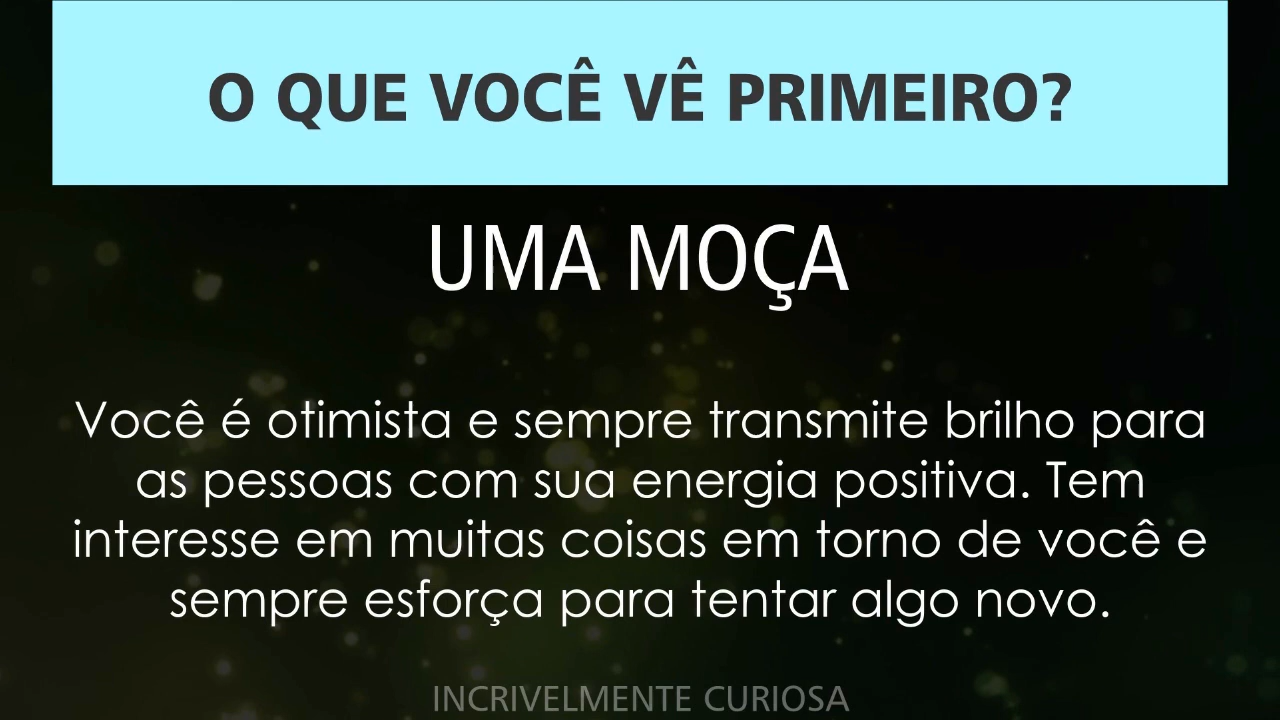 O QUE VOCÊ VÊ PRIMEIRO?
UMA MOÇA
Você é otimista e sempre transmite brilho para
as pessoas com sua energia positiva. Tem
interesse em muitas coisas em torno de você e
sempre esforça para tentar algo novo.
INCRIVELMENTE CURIOSA